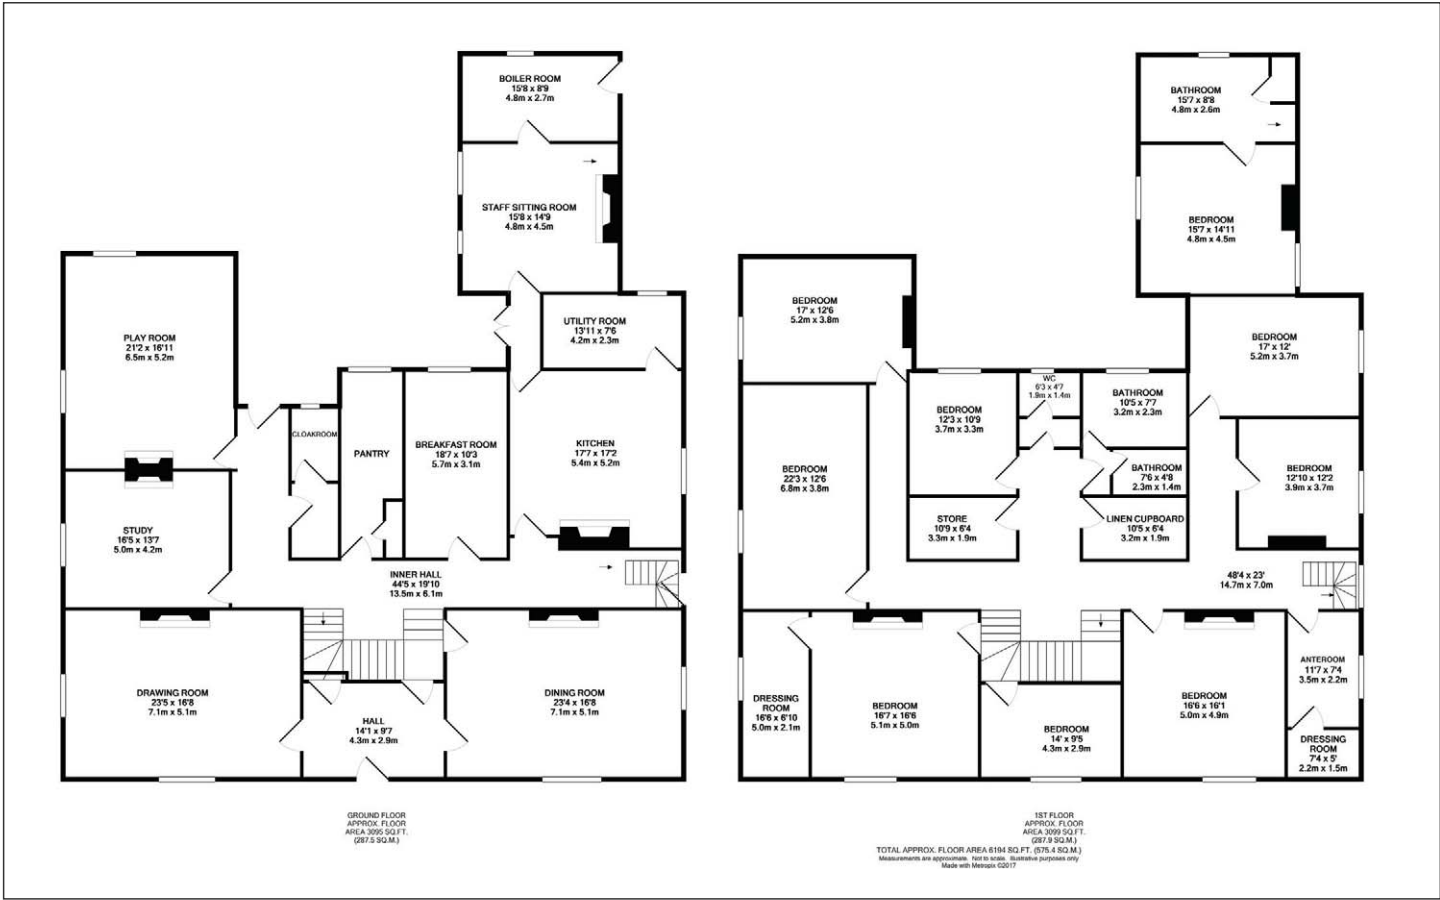 BOILER ROOM
15'8 x 8'9
4.8m x 2.7m
STAFF SITTING ROOM
15'8 x 14'9
4.8m x 4.5m
PLAY ROOM
21'2 x 16'11
6.5m x 5.2m
UTILITY ROOM
13'11 x 7'6
4.2m x 2.3m
CLOAKROOM
PANTRY
BREAKFAST ROOM
18'7 x 10'3
5.7m x 3.1m
KITCHEN
17'7 x 17'2
5.4m x 5.2m
STUDY
16'5 x 13'7
5.0m x 4.2m
INNER HALL
44'5 x 19'10
13.5m x 6.1m
DRAWING ROOM
23'5 x 16'8
7.1m x 5.1m
HALL
14'1 x 9'7
4.3m x 2.9m
DINING ROOM
23'4 x 16'8
7.1m x 5.1m
GROUND FLOOR
APPROX. FLOOR
AREA 3095 SQ.FT.
(287.5 SQ.M.)
BATHROOM
15'7 x 8'8
4.8m x 2.6m
BEDROOM
15'7 x 14'11
4.8m x 4.5m
BEDROOM
17' x 12'6
5.2m x 3.8m
BEDROOM
17' x 12'
5.2m x 3.7m
WC
6'3 x 4'7
1.9m x 1.4m
BATHROOM
10'5 x 7'7
3.2m x 2.3m
BEDROOM
12'3 x 10'9
3.7m x 3.3m
BEDROOM
22'3 x 12'6
6.8m x 3.8m
BATHROOM
7'6 x 4'8
2.3m x 1.4m
BEDROOM
12'10 x 12'2
3.9m x 3.7m
STORE
10'9 x 6'4
3.3m x 1.9m
LINEN CUPBOARD
10'5 x 6'4
3.2m x 1.9m
48'4 x 23'
14.7m x 7.0m
DRESSING
ROOM
16'6 x 6'10
5.0m x 2.1m
BEDROOM
16'7 x 16'6
5.1m x 5.0m
BEDROOM
14' x 9'5
4.3m x 2.9m
BEDROOM
16'6 x 16'1
5.0m x 4.9m
ANTEROOM
11'7 x 7'4
3.5m x 2.2m
DRESSING
ROOM
7'4 x 5'
2.2m x 1.5m
1ST FLOOR
APPROX. FLOOR
AREA 3099 SQ.FT.
(287.9 SQ.M.)
TOTAL APPROX. FLOOR AREA 6194 SQ.FT. (575.4 SQ.M.)
Measurements are approximate. Not to scale. Illustrative purposes only
Made with Metropix ©2017